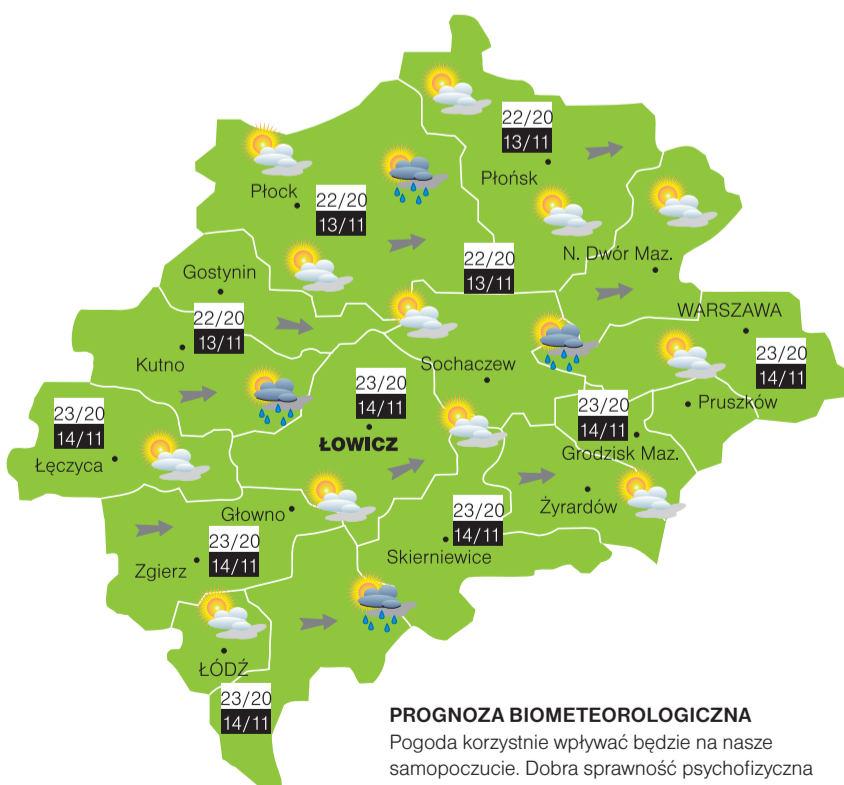 22/20
13/11
Płońsk
Płock
22/20
13/11
N. Dwór Maz.
22/20
13/11
Gostynin
WARSZAWA
22/20
13/11
Kutno
Sochaczew
23/20
14/11
23/20
14/11
ŁOWICZ
Pruszków
23/20
14/11
Grodzisk Maz.
23/20
14/11
Łęczyca
Żyrardów
Głowno
23/20
14/11
Skierniewice
23/20
14/11
Zgierz
ŁÓDŹ
23/20
14/11
PROGNOZA BIOMETEOROLOGICZNA
Pogoda korzystnie wpływać będzie na nasze
samopoczucie. Dobra sprawność psychofizyczna